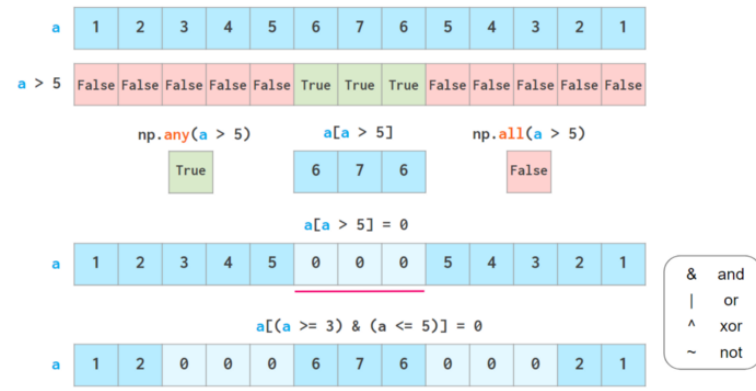 a 1 2 3 4 5 6 7 6 5 4 3 2 1
a > 5 False False False False False True True True False False False False False
np.any(a > 5) a[a > 5] np.all(a > 5)
True 6 7 6 False
a[a > 5] = 0
a 1 2 3 4 5 0 0 0 5 4 3 2 1
& and
| or
^ xor
~ not
a[(a >= 3) & (a <= 5)] = 0
a 1 2 0 0 0 6 7 6 0 0 0 2 1